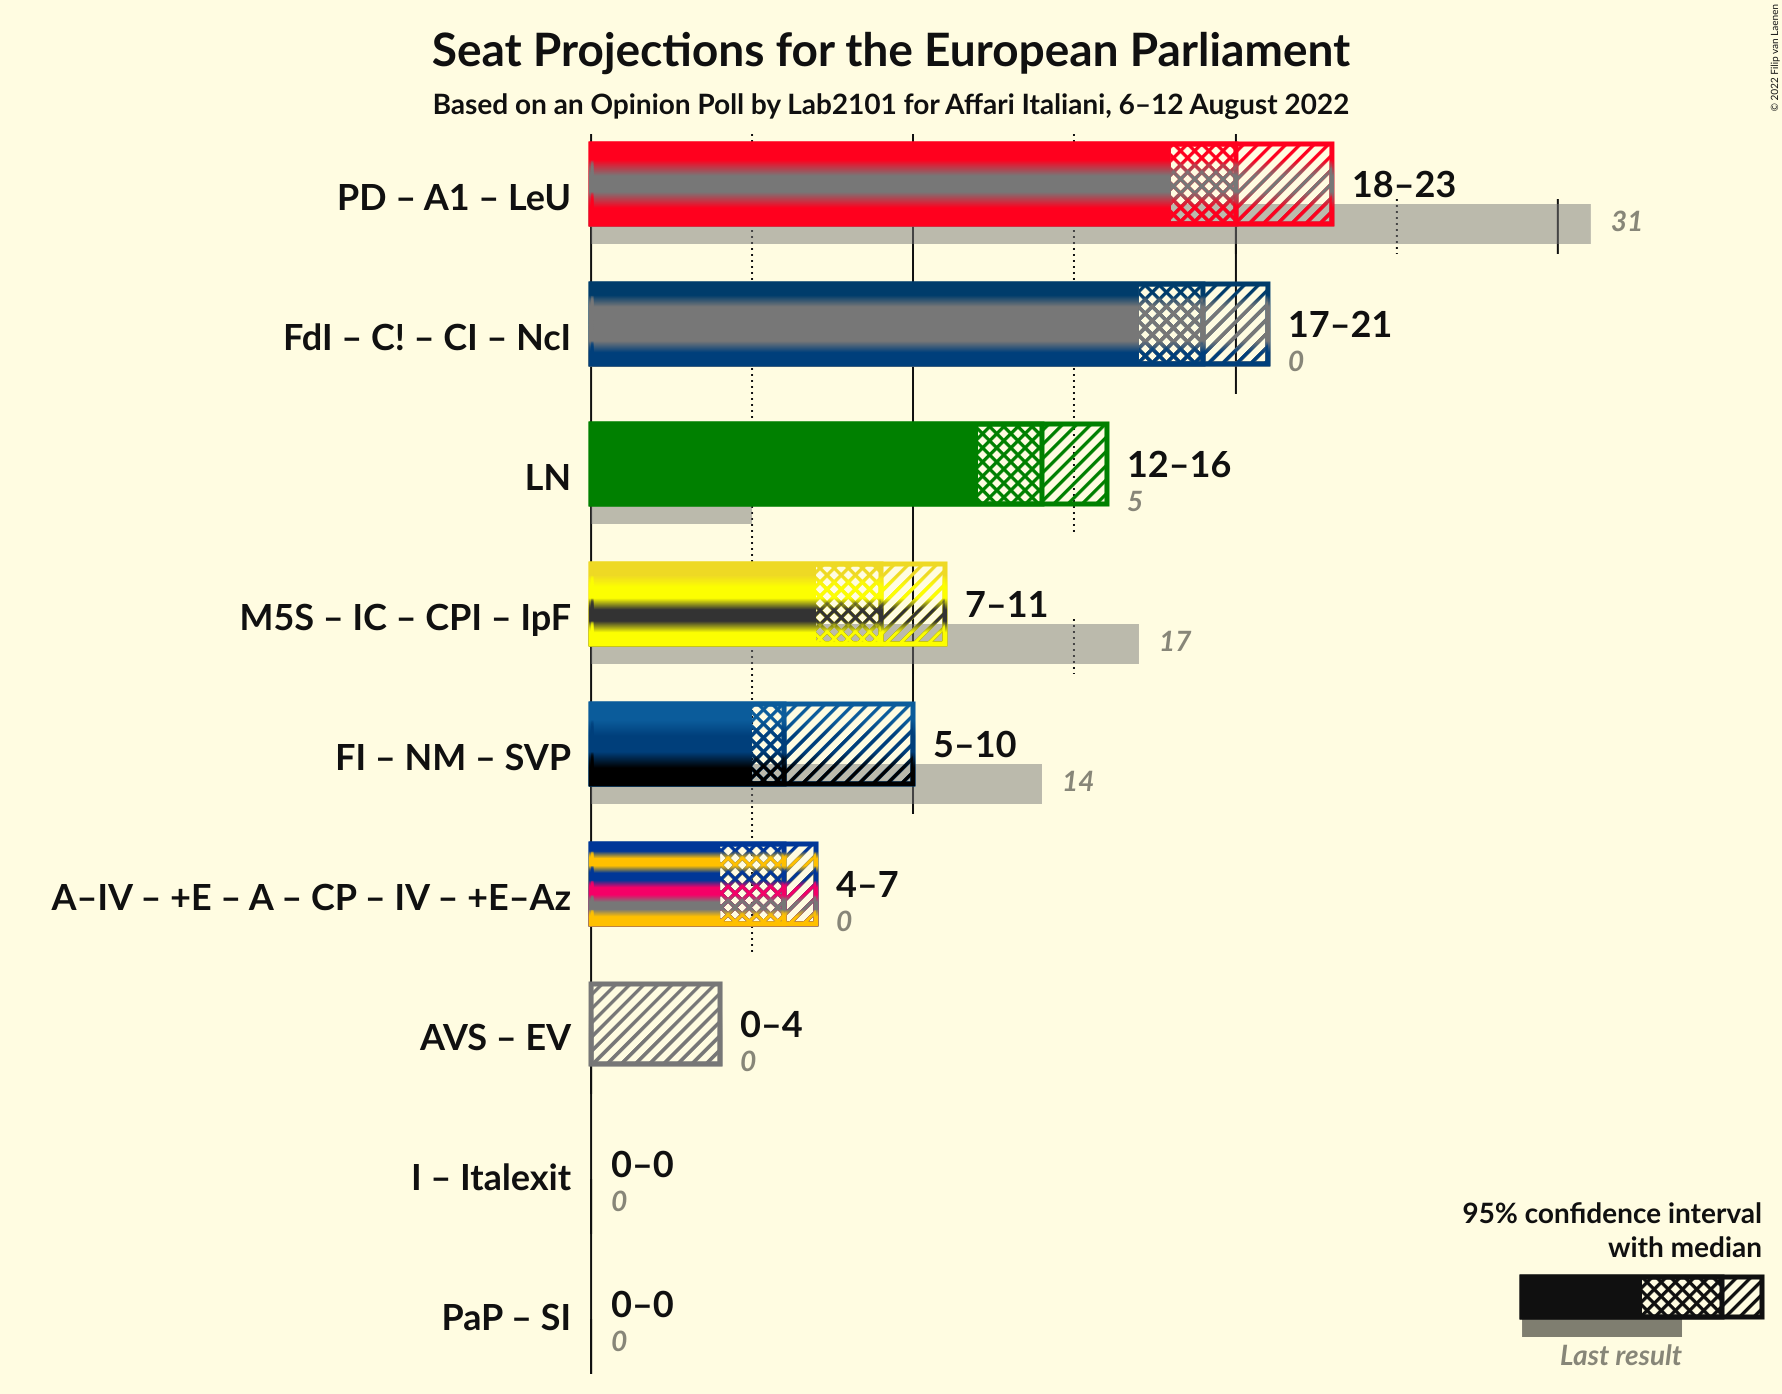 Seat Projections for the European Parliament
Based on an Opinion Poll by Lab2101 for Affari Italiani, 6–12 August 2022
© 2022 Filip van Laenen
PD – A1 – LeU
18–23
31
FdI – C! – CI – NcI
17–21
0
LN
12–16
5
M5S – IC – CPI – IpF
7–11
17
FI – NM – SVP
5–10
14
A–IV – +E – A – CP – IV – +E–Az
4–7
0
AVS – EV
0–4
0
I – Italexit
0–0
0
PaP – SI
0–0
0
95% confidence interval
with median
Last result